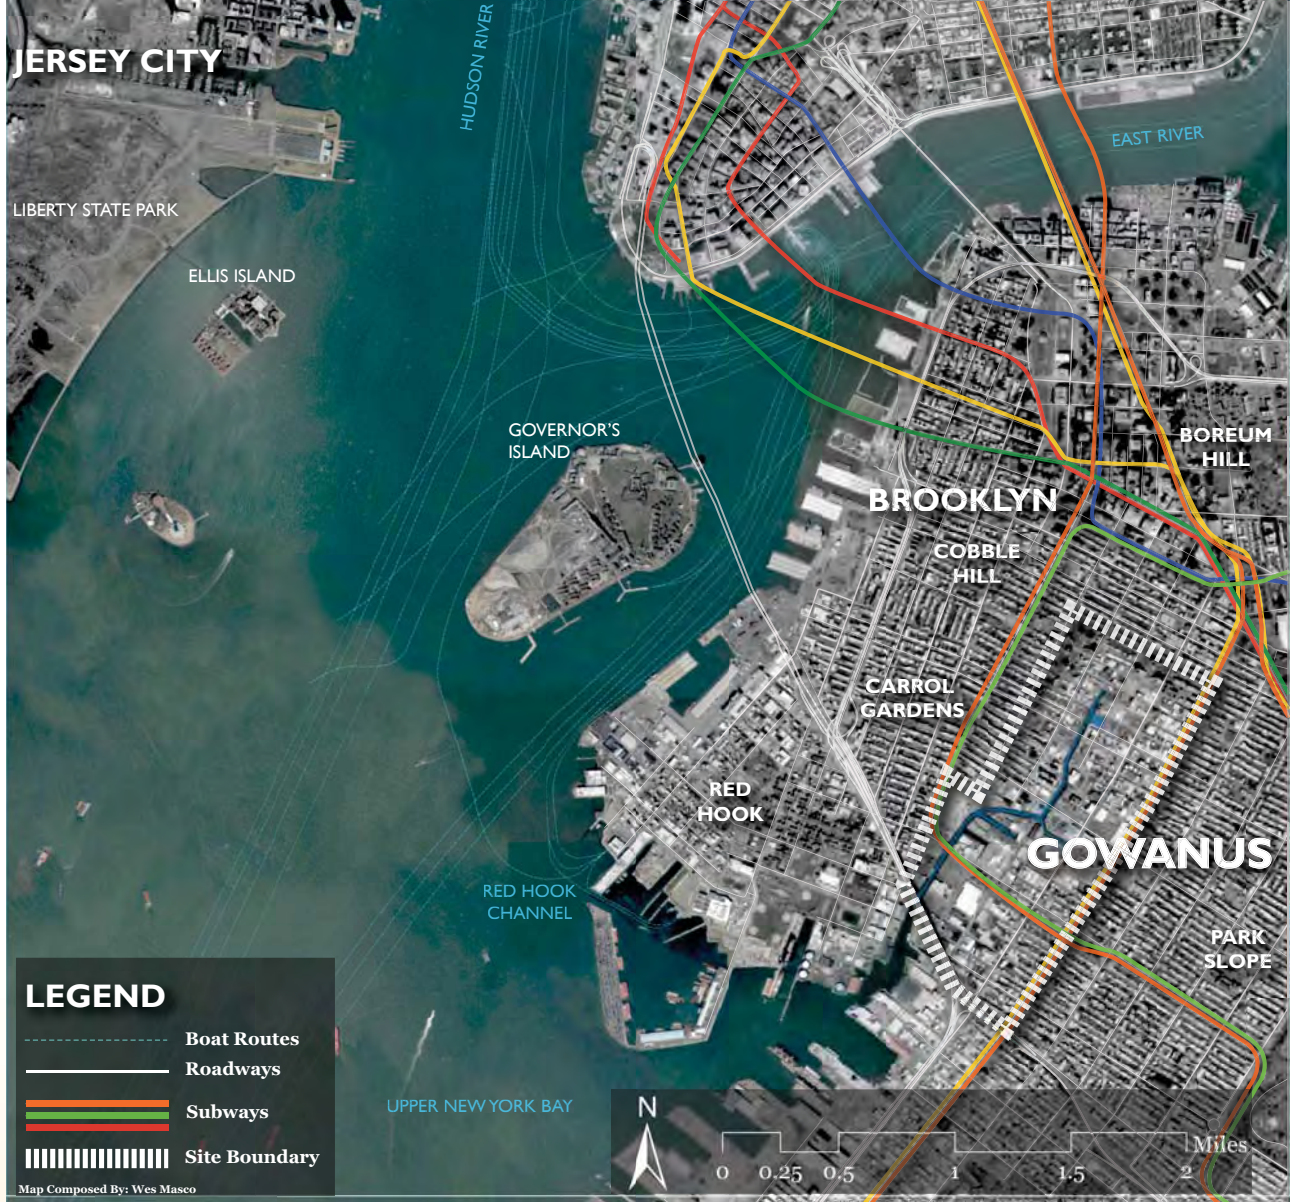 JERSEY CITY
HUDSON RIVER
EAST RIVER
LIBERTY STATE PARK
ELLIS ISLAND
GOVERNOR'S
ISLAND
BOREUM
HILL
BROOKLYN
COBBLE
HILL
CARROL
GARDENS
RED
HOOK
GOWANUS
RED HOOK
CHANNEL
PARK
SLOPE
UPPER NEW YORK BAY
LEGEND
Boat Routes
Roadways
Subways
Site Boundary
Map Composed By: Wes Masco
N
Miles
0 0.25 0.5 1 1.5 2